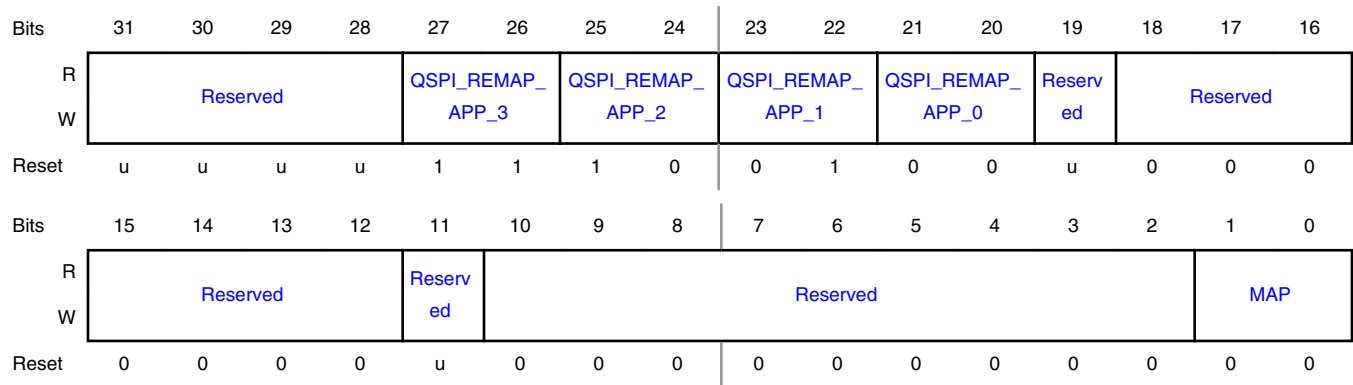 Bits 31 30 29 28 27 26 25 24 23 22 21 20 19 18 17 16
R
W
Reserved
QSPI_REMAP_
APP_3
QSPI_REMAP_
APP_2
QSPI_REMAP_
APP_1
QSPI_REMAP_
APP_0
Reserv
ed
Reserved
Reset u u u u 1 1 1 0 0 1 0 0 u 0 0 0
Bits 15 14 13 12 11 10 9 8 7 6 5 4 3 2 1 0
R
W
Reserved
Reserv
ed
Reserved
MAP
Reset 0 0 0 0 u 0 0 0 0 0 0 0 0 0 0 0